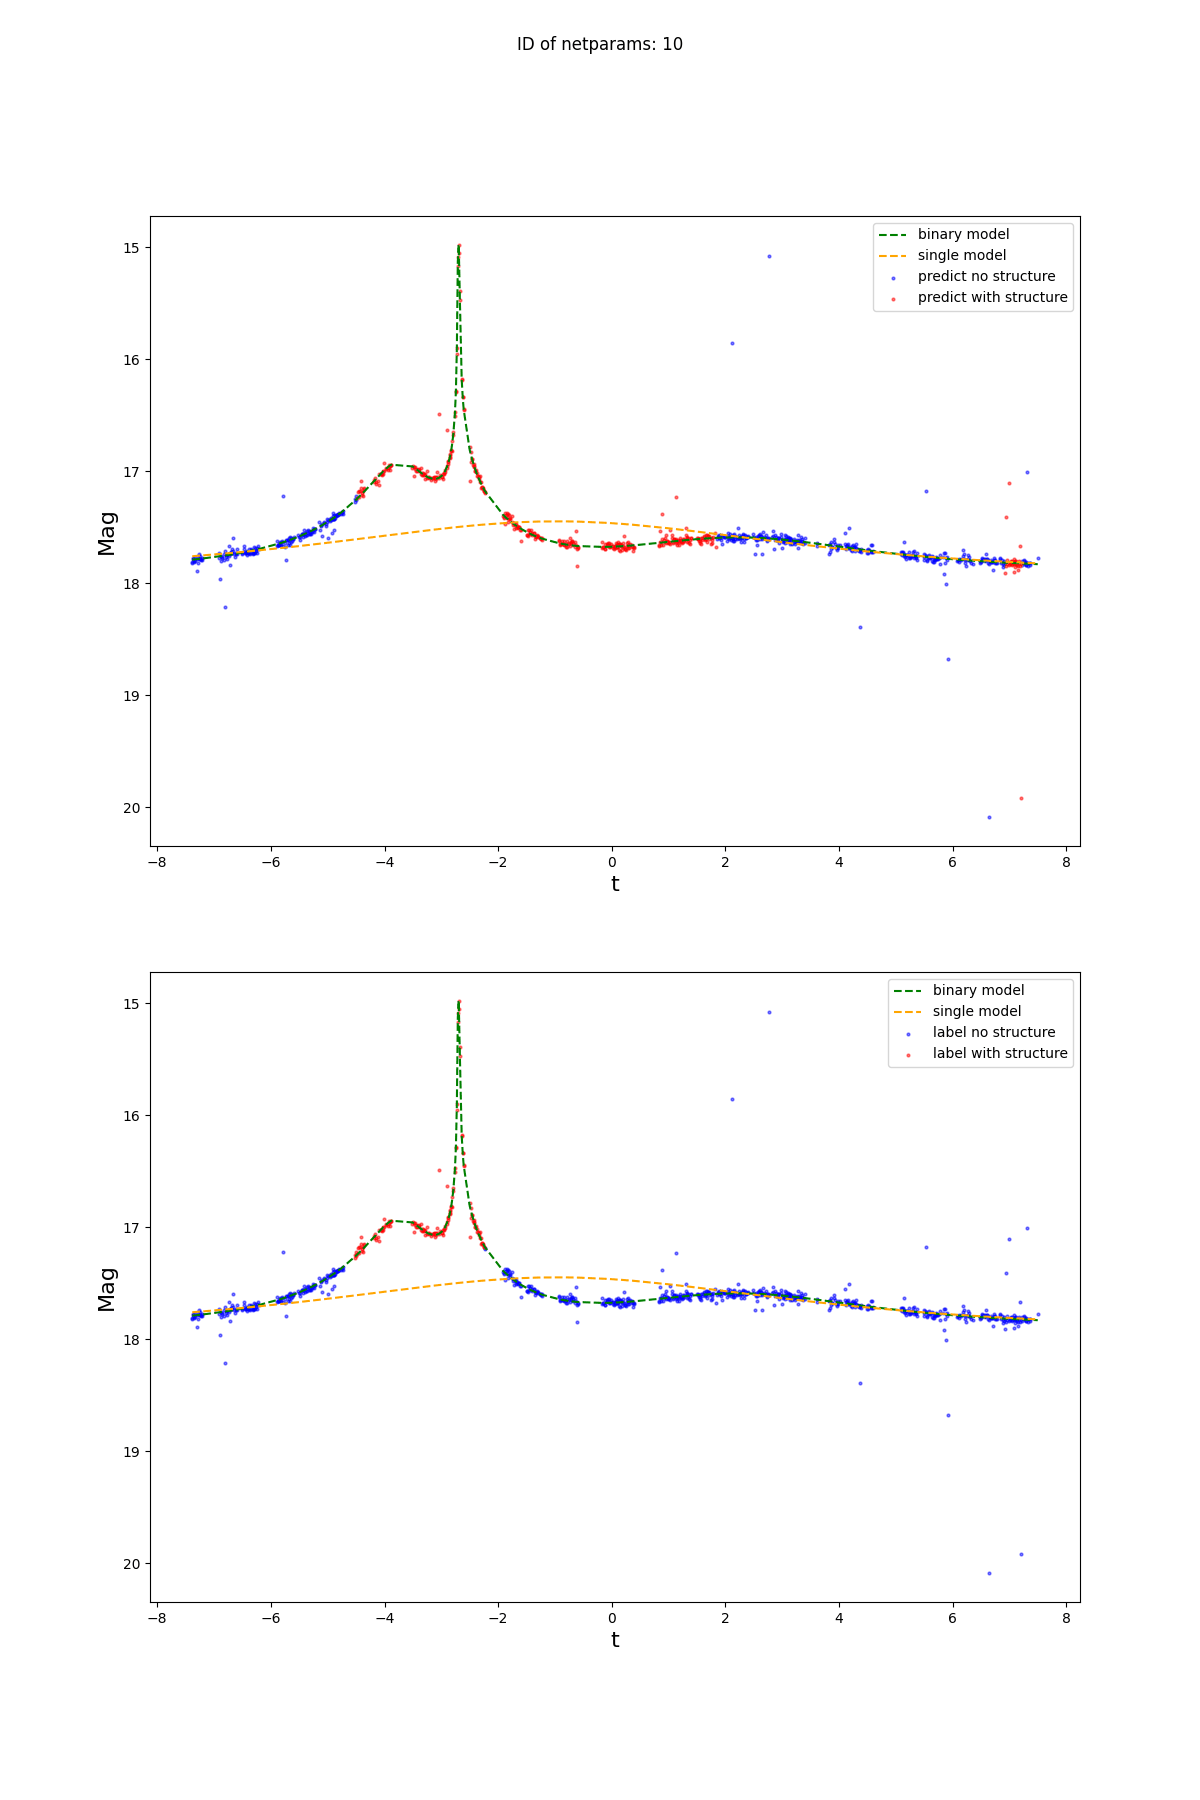 ID of netparams: 10
binary model
single model
predict no structure
predict with structure
15
16
17
18
19
20
Mag
−8 −6 −4 −2 0 2 4 6 8
t
binary model
single model
label no structure
label with structure
15
16
17
18
19
20
Mag
−8 −6 −4 −2 0 2 4 6 8
t